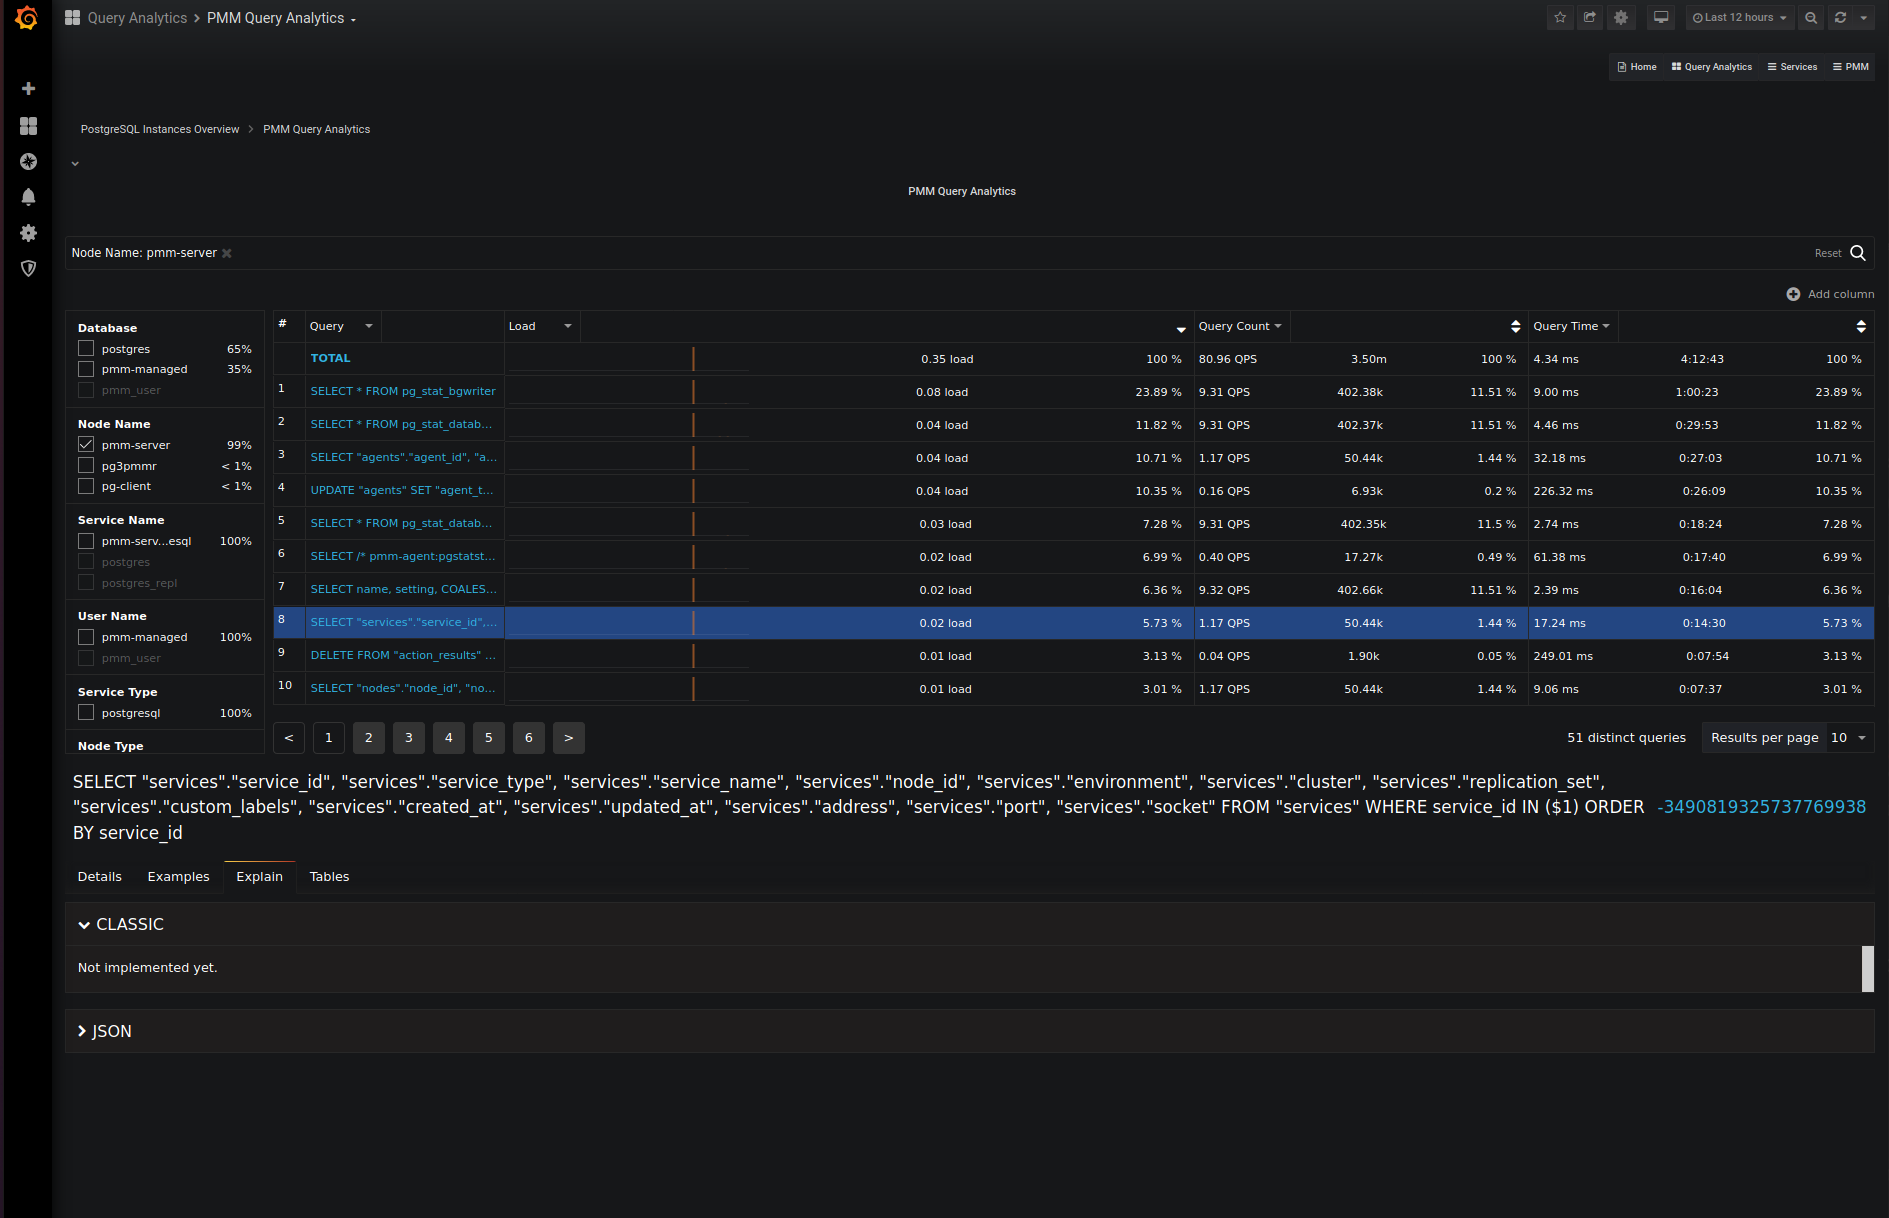 Query Analytics > PMM Query Analytics
Last 12 hours
Home Query Analytics Services PMM
PostgreSQL Instances Overview > PMM Query Analytics
PMM Query Analytics
Node Name: pmm-server Reset
Add column
Database
postgres 65%
pmm-managed 35%
pmm_user
Node Name
pmm-server 99%
pg3pmmr < 1%
pg-client < 1%
Service Name
pmm-serv...esql 100%
postgres
postgres_repl
User Name
pmm-managed 100%
pmm_user
Service Type
postgresql 100%
Node Type
# Query Load Query Count Query Time
TOTAL 0.35 load 100 % 80.96 QPS 3.50m 100 % 4.34 ms 4:12:43 100 %
1 SELECT * FROM pg_stat_bgwriter 0.08 load 23.89 % 9.31 QPS 402.38k 11.51 % 9.00 ms 1:00:23 23.89 %
2 SELECT * FROM pg_stat_datab... 0.04 load 11.82 % 9.31 QPS 402.37k 11.51 % 4.46 ms 0:29:53 11.82 %
3 SELECT "agents"."agent_id", "a... 0.04 load 10.71 % 1.17 QPS 50.44k 1.44 % 32.18 ms 0:27:03 10.71 %
4 UPDATE "agents" SET "agent_t... 0.04 load 10.35 % 0.16 QPS 6.93k 0.2 % 226.32 ms 0:26:09 10.35 %
5 SELECT * FROM pg_stat_datab... 0.03 load 7.28 % 9.31 QPS 402.35k 11.5 % 2.74 ms 0:18:24 7.28 %
6 SELECT /* pmm-agent:pgstatst... 0.02 load 6.99 % 0.40 QPS 17.27k 0.49 % 61.38 ms 0:17:40 6.99 %
7 SELECT name, setting, COALES... 0.02 load 6.36 % 9.32 QPS 402.66k 11.51 % 2.39 ms 0:16:04 6.36 %
8 SELECT "services"."service_id",... 0.02 load 5.73 % 1.17 QPS 50.44k 1.44 % 17.24 ms 0:14:30 5.73 %
9 DELETE FROM "action_results" ... 0.01 load 3.13 % 0.04 QPS 1.90k 0.05 % 249.01 ms 0:07:54 3.13 %
10 SELECT "nodes"."node_id", "no... 0.01 load 3.01 % 1.17 QPS 50.44k 1.44 % 9.06 ms 0:07:37 3.01 %
< 1 2 3 4 5 6 > 51 distinct queries Results per page 10
SELECT "services"."service_id", "services"."service_type", "services"."service_name", "services"."node_id", "services"."environment", "services"."cluster", "services"."replication_set",
"services"."custom_labels", "services"."created_at", "services"."updated_at", "services"."address", "services"."port", "services"."socket" FROM "services" WHERE service_id IN ($1) ORDER -3490819325737769938
BY service_id
Details Examples Explain Tables
CLASSIC
Not implemented yet.
JSON